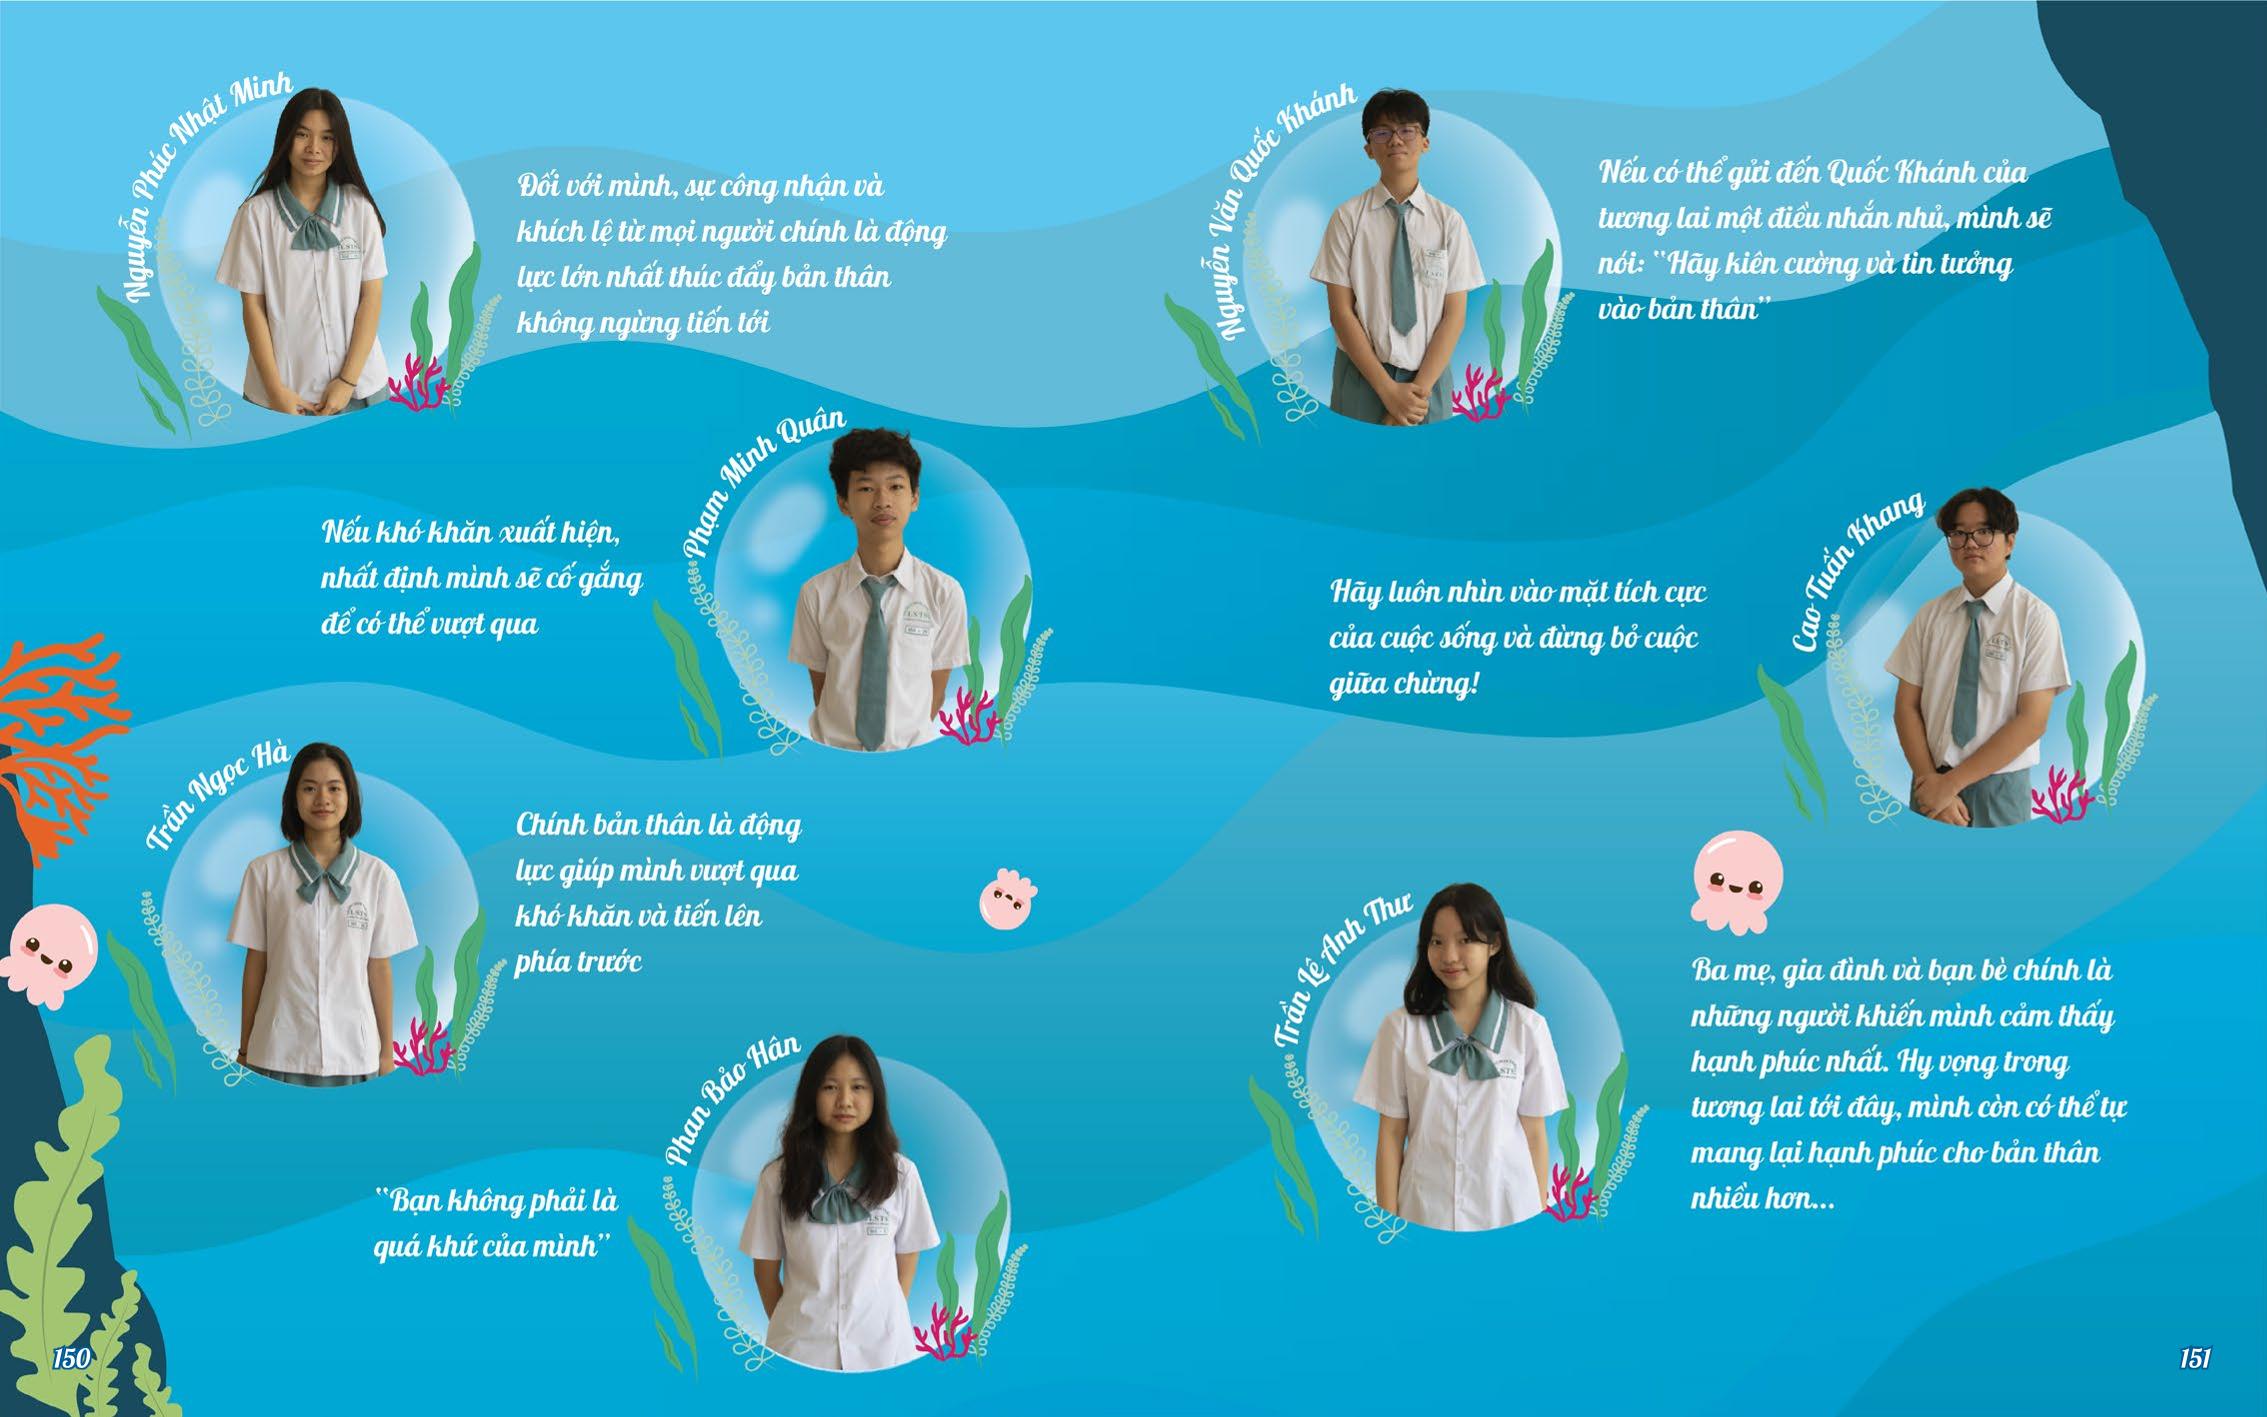 Nguyễn Phúc Nhật Minh
Đối với mình, sự công nhận và
khích lệ từ mọi người chính là động
lực lớn nhất thúc đẩy bản thân
không ngừng tiến tới
Phạm Minh Quân
Nếu khó khăn xuất hiện,
nhất định mình sẽ cố gắng
để có thể vượt qua
Trần Ngọc Hà
Chính bản thân là động
lực giúp mình vượt qua
khó khăn và tiến lên
phía trước
Phan Bảo Hân
“Bạn không phải là
quá khứ của mình”
150
Nguyễn Văn Quốc Khánh
Nếu có thể gửi đến Quốc Khánh của
tương lai một điều nhắn nhủ, mình sẽ
nói: “Hãy kiên cường và tin tưởng
vào bản thân”
Cao Tuấn Khang
Hãy luôn nhìn vào mặt tích cực
của cuộc sống và đừng bỏ cuộc
giữa chừng!
Trần Lê Anh Thư
Ba mẹ, gia đình và bạn bè chính là
những người khiến mình cảm thấy
hạnh phúc nhất. Hy vọng trong
tương lai tới đây, mình còn có thể tự
mang lại hạnh phúc cho bản thân
nhiều hơn...
151